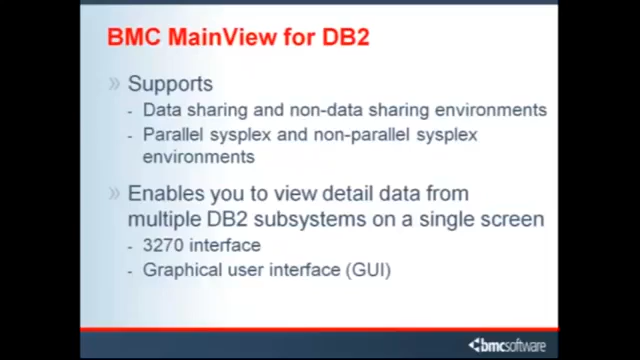 BMC MainView for DB2
» Supports
- Data sharing and non-data sharing environments
- Parallel sysplex and non-parallel sysplex
environments
» Enables you to view detail data from
multiple DB2 subsystems on a single screen
- 3270 interface
- Graphical user interface (GUI)
bmcsoftware